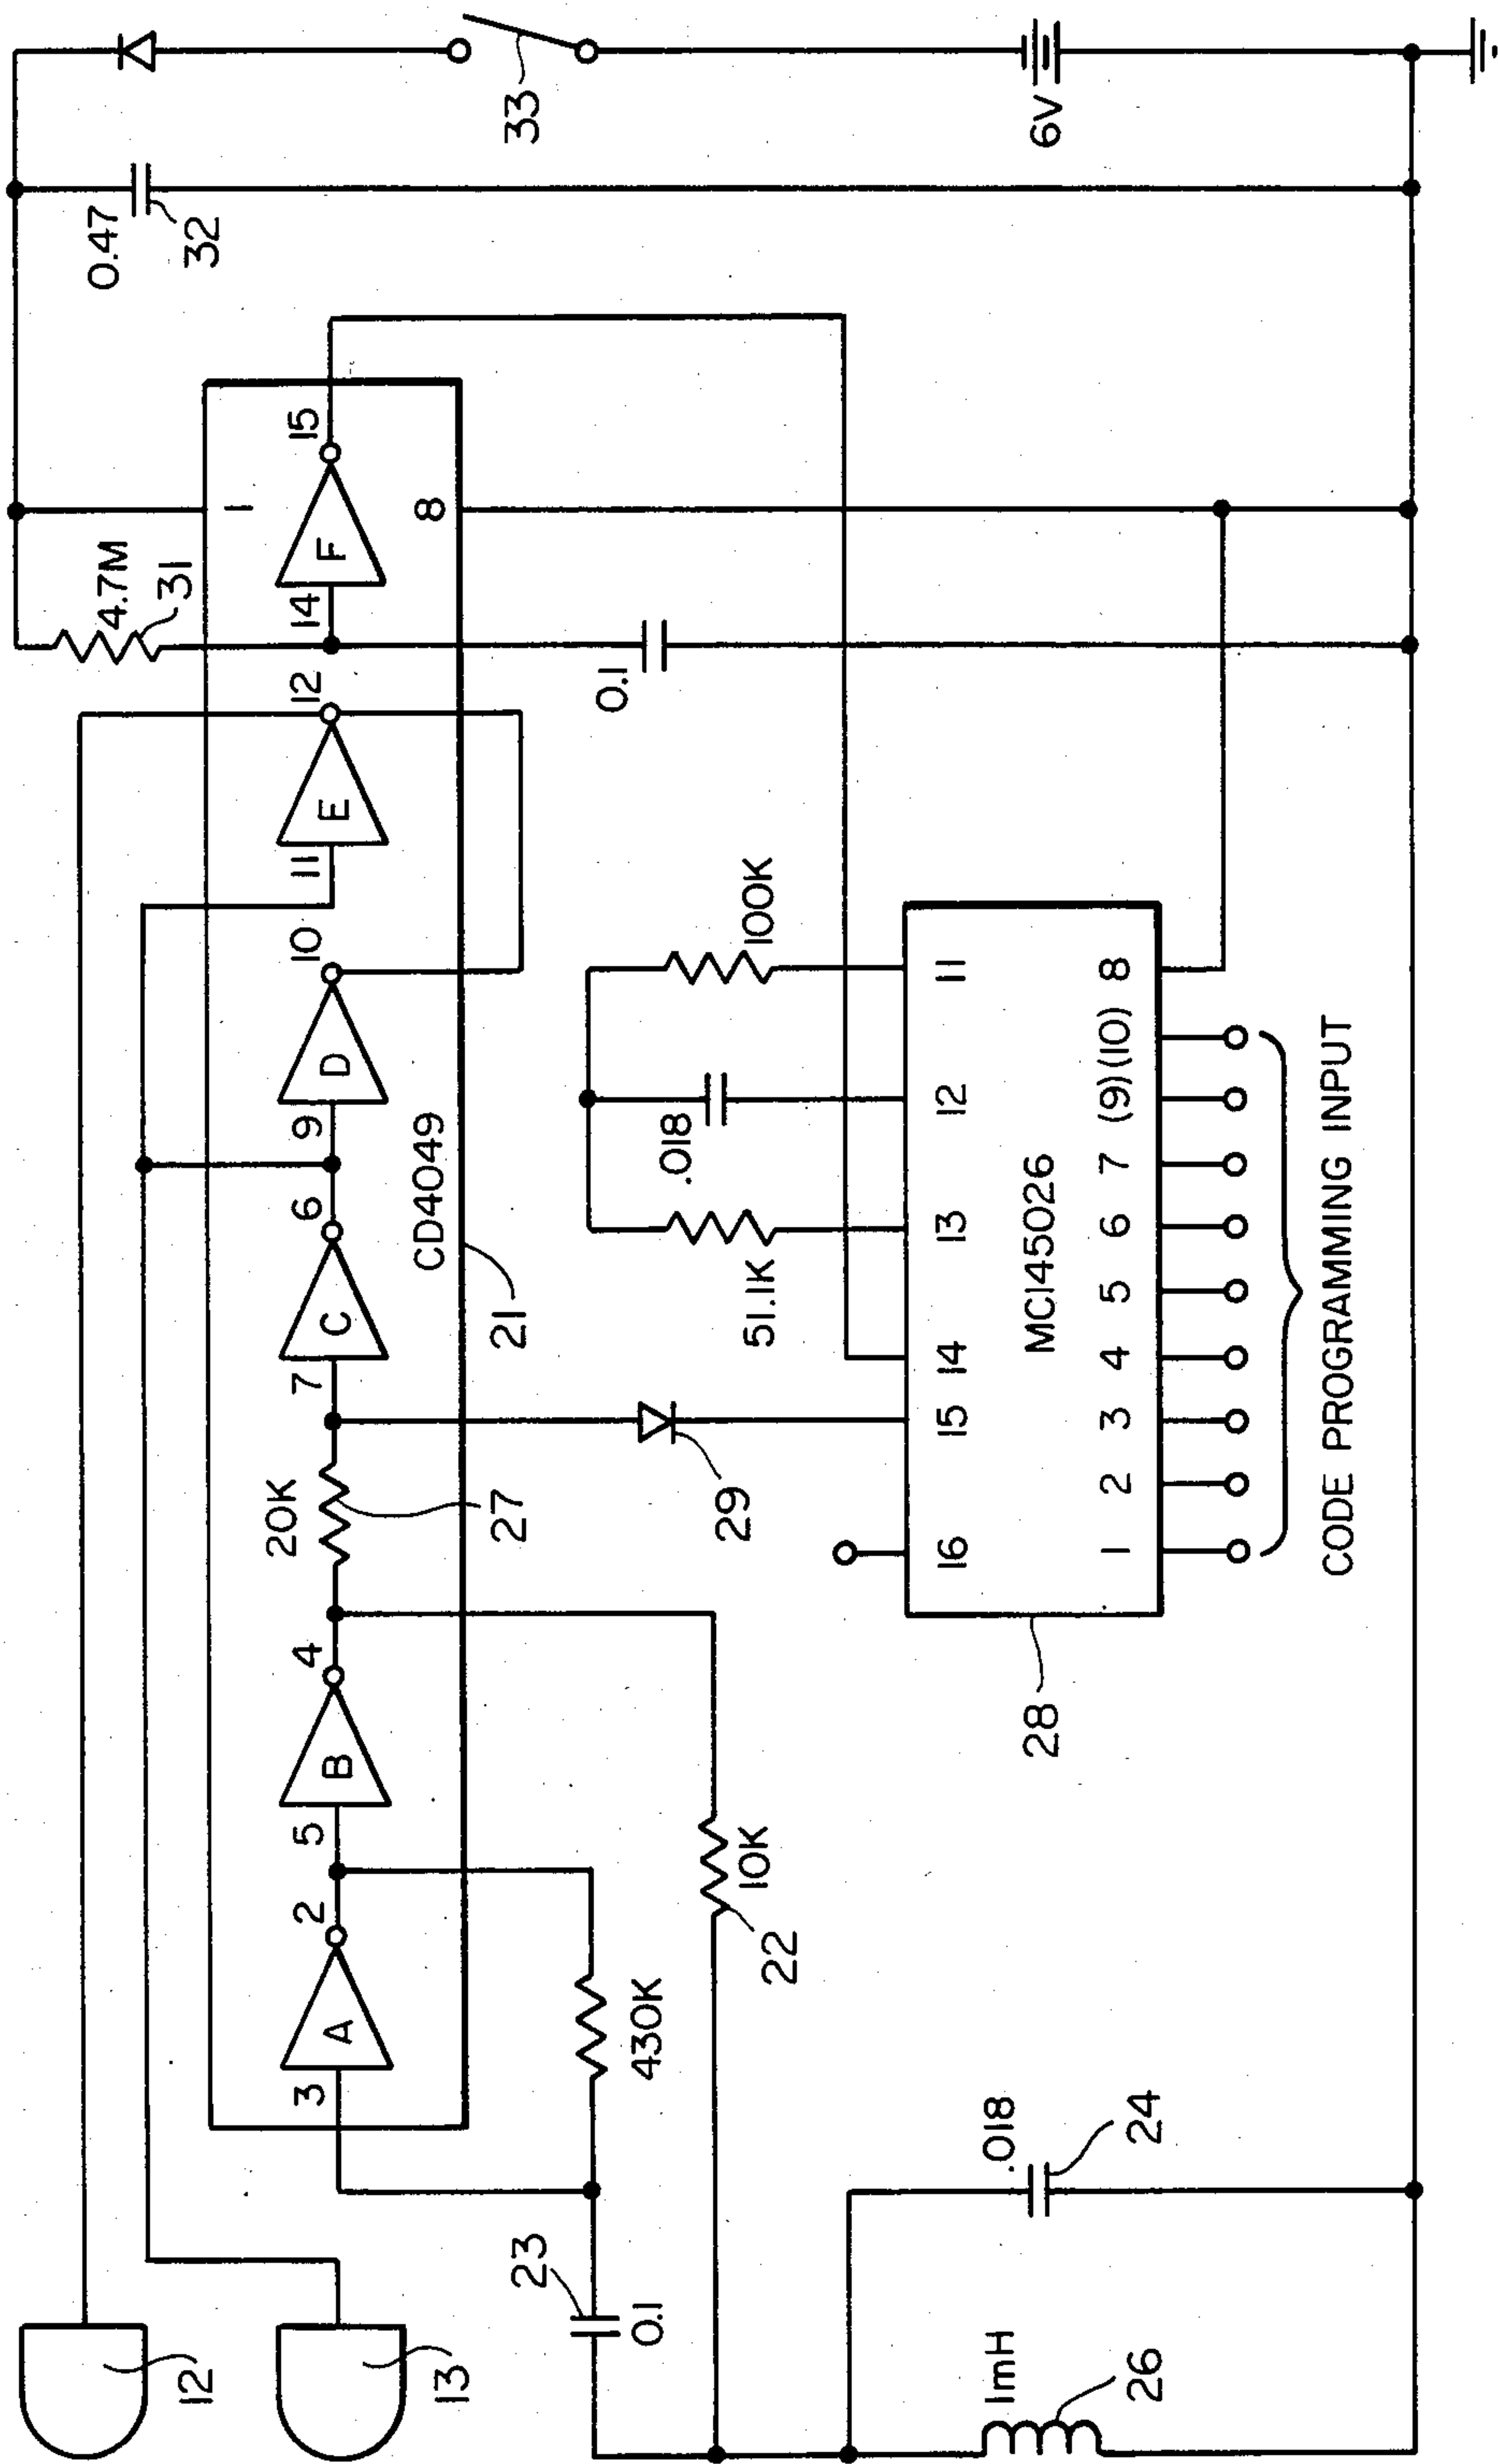 0.47
4.7M
31
12
32
1
20K
3 2 5 4 7 6 9 10 11 12 14 15
A B C D E F
CD4049
8
13
27
21
33
23
0.1
430K
0.1
.018
29
10K
51.1K
100K
22
16 15 14 13 12 11
1mH
.018
28
MC145026
6V
1 2 3 4 5 6 7 (9) (10) 8
26
24
CODE PROGRAMMING INPUT